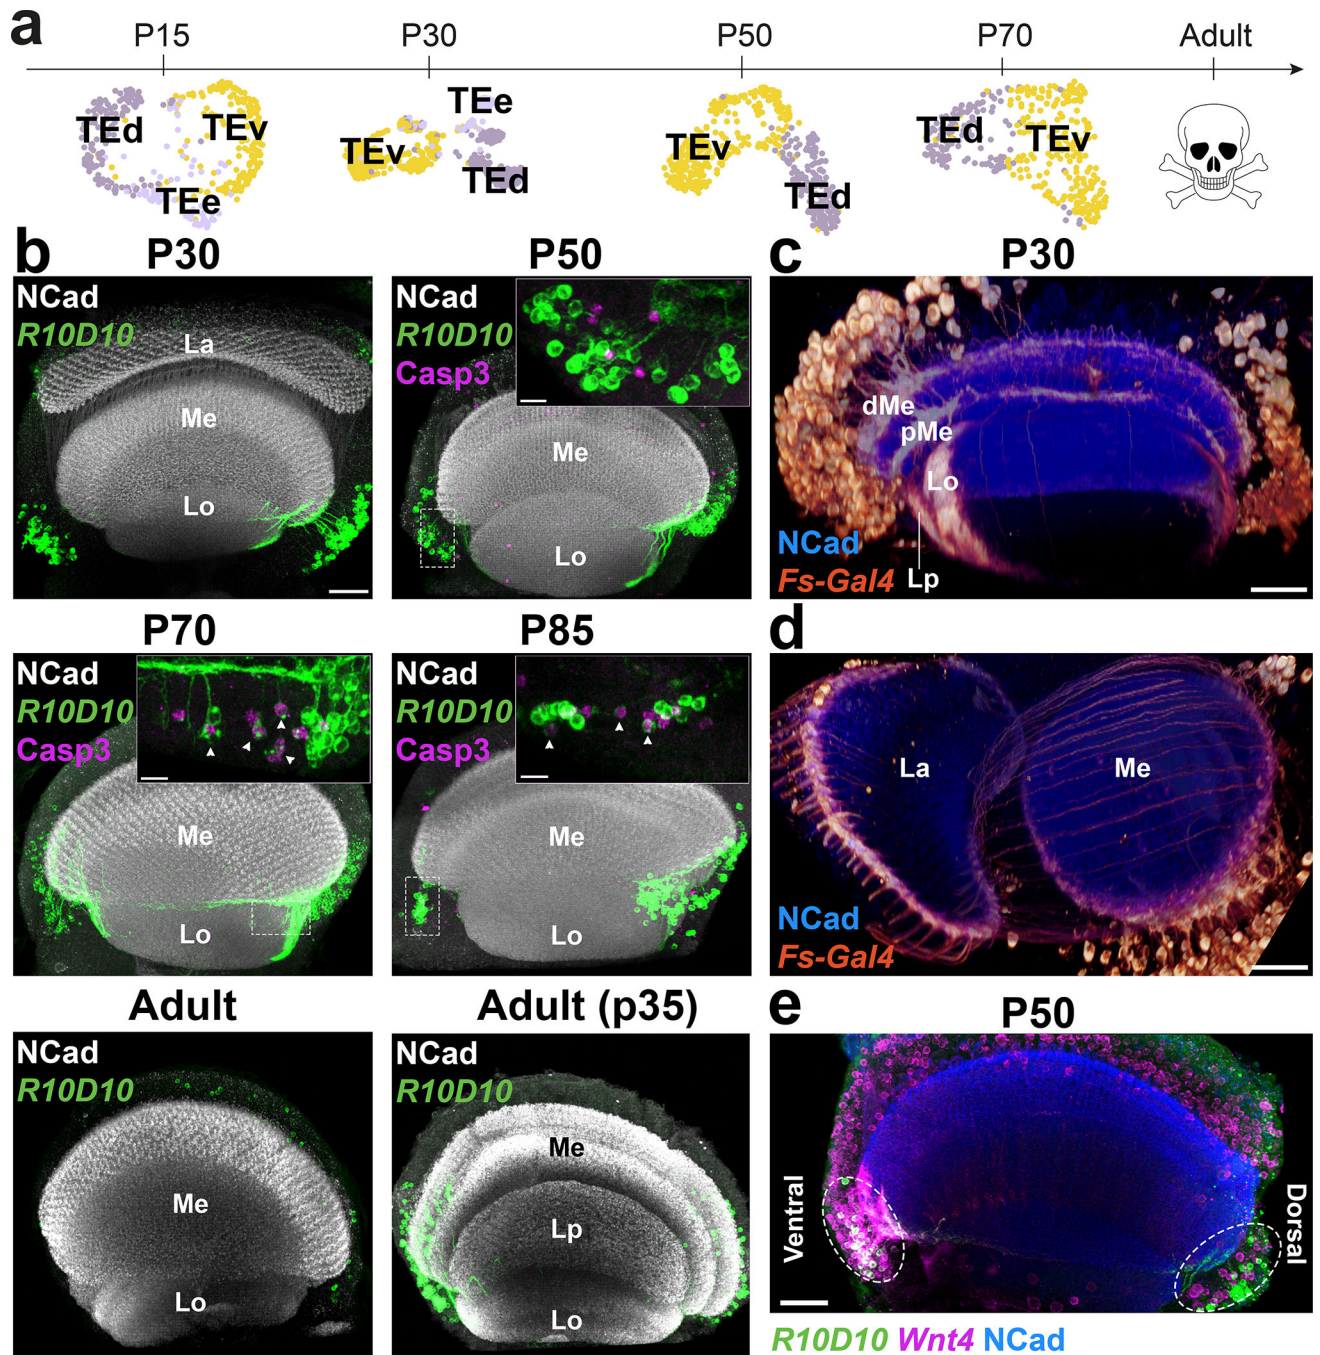 a
P15 P30 P50 P70 Adult
TEd TEv TEe
TEv TEe TEd
TEv TEd
TEd TEv
b
P30
NCad
R10D10
La
Me
Lo
P50
NCad
R10D10
Casp3
Me
Lo
c
P30
dMe
pMe
Lo
NCad
Fs-Gal4
Lp
P70
NCad
R10D10
Casp3
Me
Lo
P85
NCad
R10D10
Casp3
Me
Lo
d
La
Me
NCad
Fs-Gal4
Adult
NCad
R10D10
Me
Lo
Adult (p35)
NCad
R10D10
Me
Lp
Lo
e
P50
Ventral
Dorsal
R10D10 Wnt4 NCad